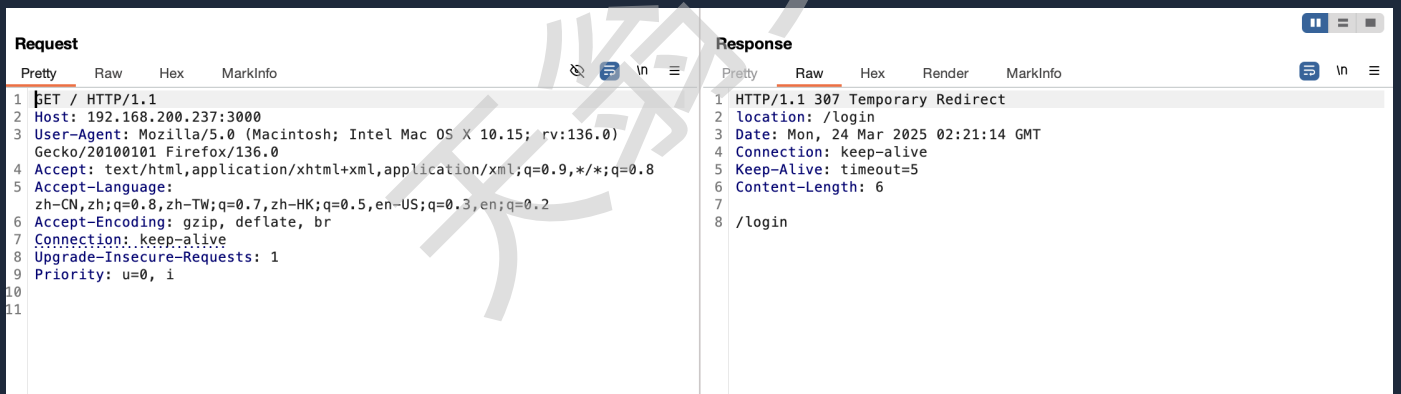 Request
Pretty Raw Hex MarkInfo \n
1 GET / HTTP/1.1
2 Host: 192.168.200.237:3000
3 User-Agent: Mozilla/5.0 (Macintosh; Intel Mac OS X 10.15; rv:136.0)
Gecko/20100101 Firefox/136.0
4 Accept: text/html,application/xhtml+xml,application/xml;q=0.9,*/*;q=0.8
5 Accept-Language:
zh-CN,zh;q=0.8,zh-TW;q=0.7,zh-HK;q=0.5,en-US;q=0.3,en;q=0.2
6 Accept-Encoding: gzip, deflate, br
7 Connection: keep-alive
8 Upgrade-Insecure-Requests: 1
9 Priority: u=0, i
10
11
Response
Pretty Raw Hex Render MarkInfo \n
1 HTTP/1.1 307 Temporary Redirect
2 location: /login
3 Date: Mon, 24 Mar 2025 02:21:14 GMT
4 Connection: keep-alive
5 Keep-Alive: timeout=5
6 Content-Length: 6
7
8 /login
天